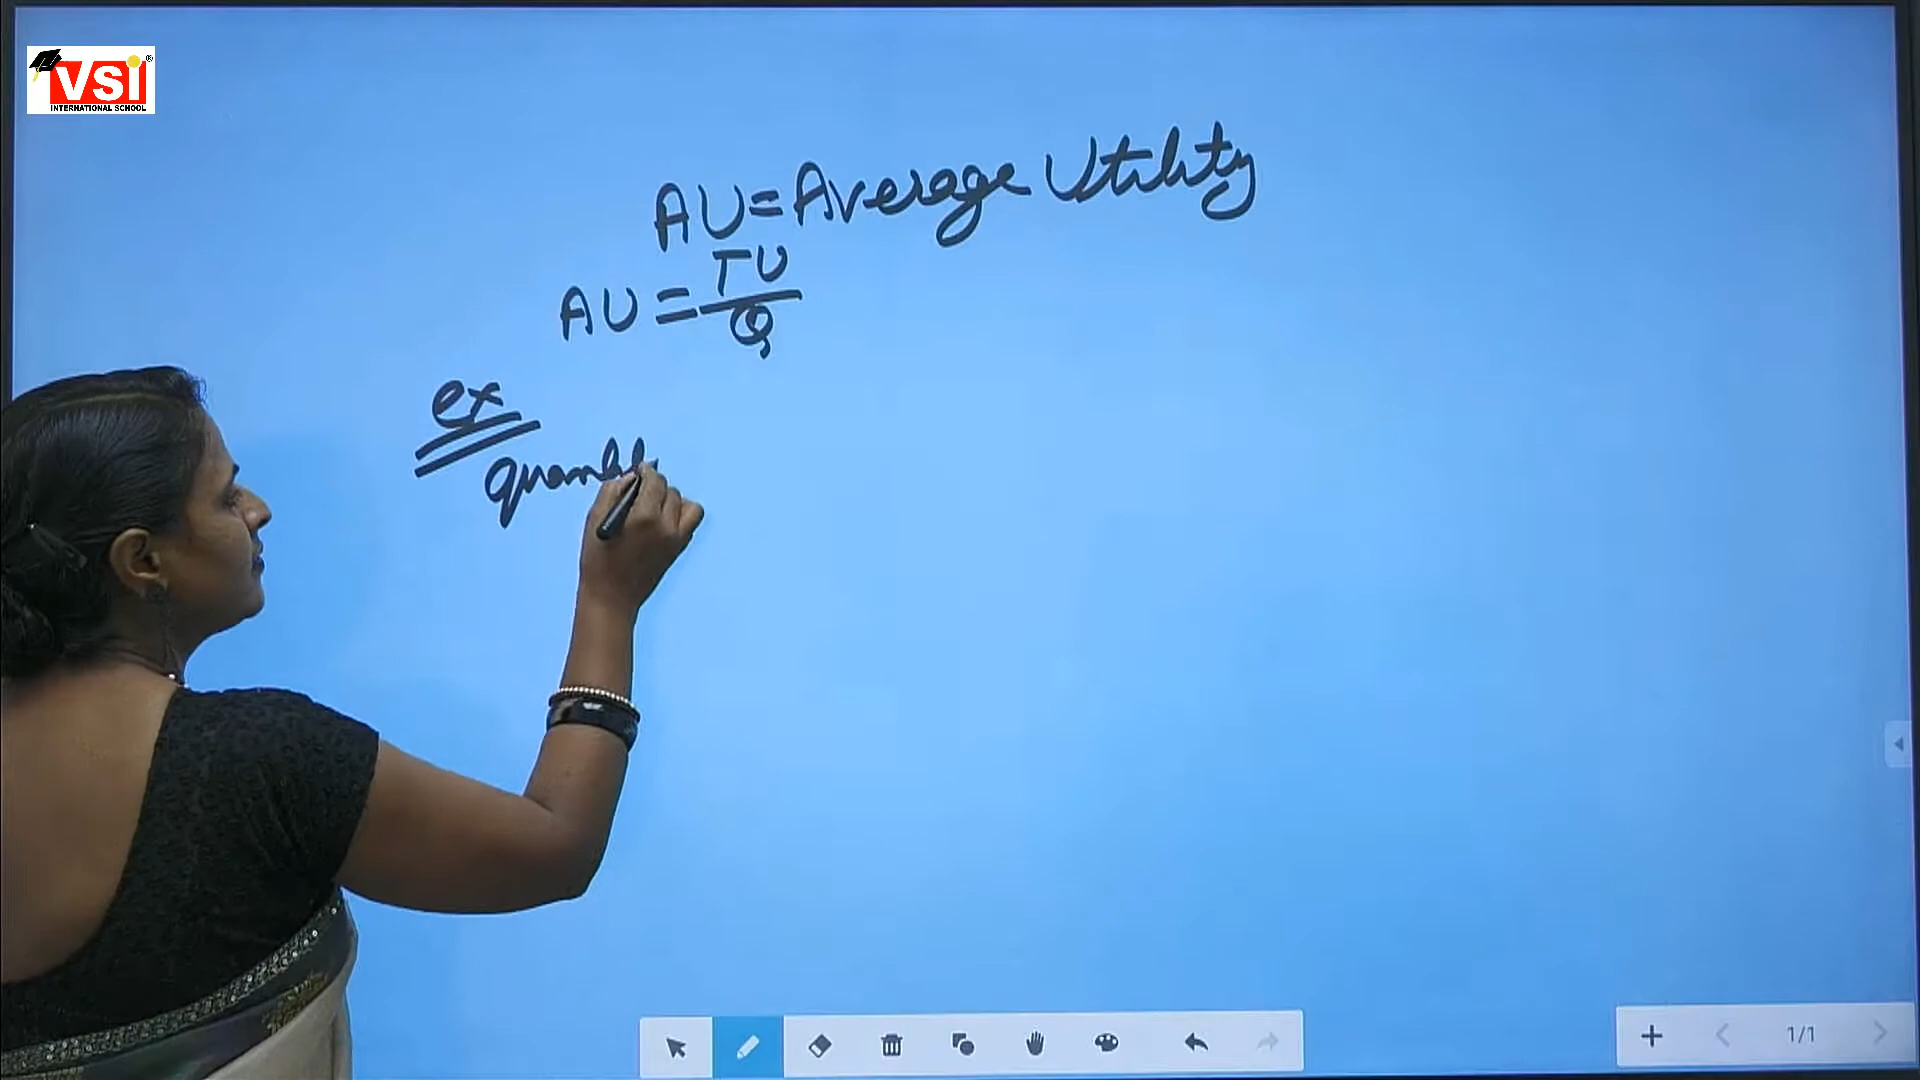 VSI
INTERNATIONAL SCHOOL
AU = Average Utility
AU = TU
Q
ex
1/1